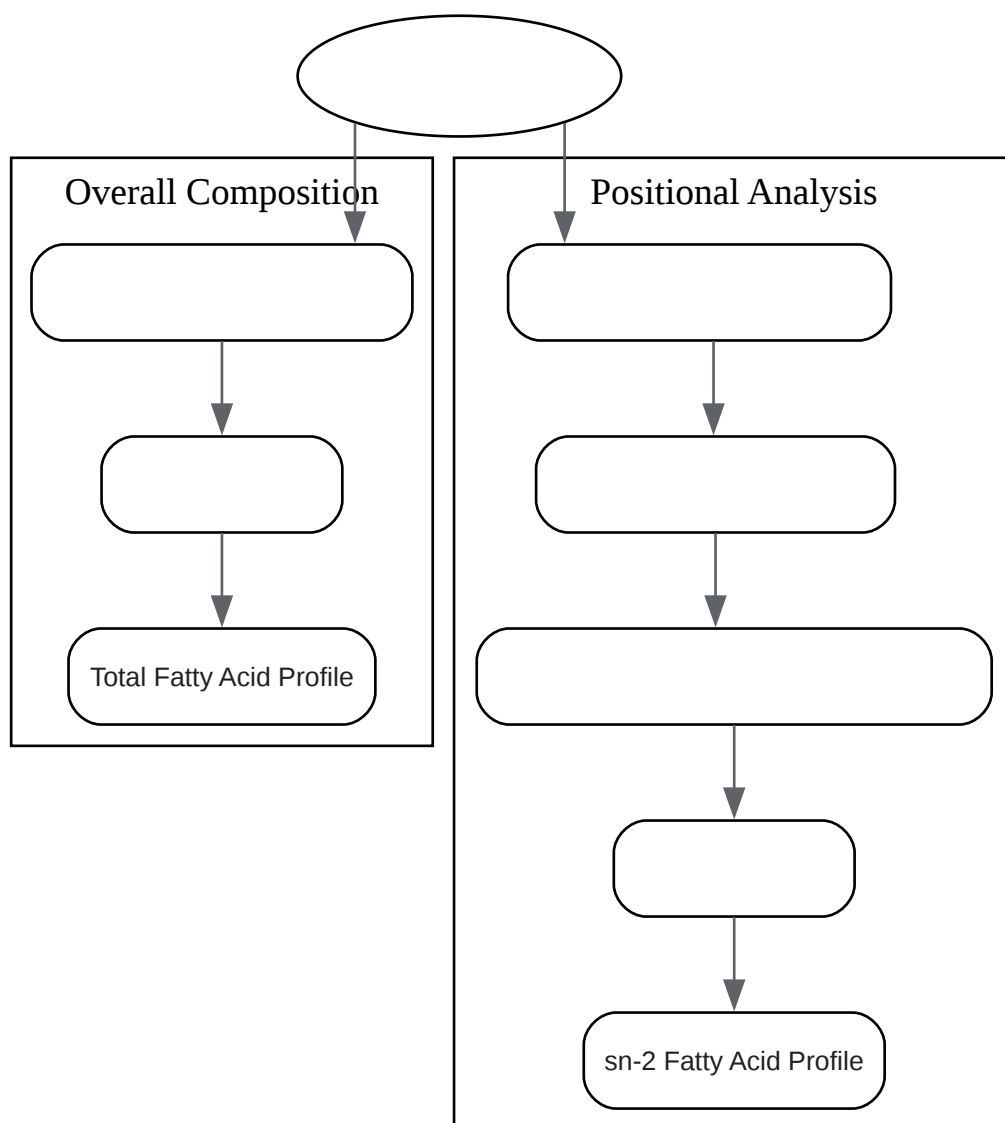 Overall Composition
Total Fatty Acid Profile
Positional Analysis
sn-2 Fatty Acid Profile